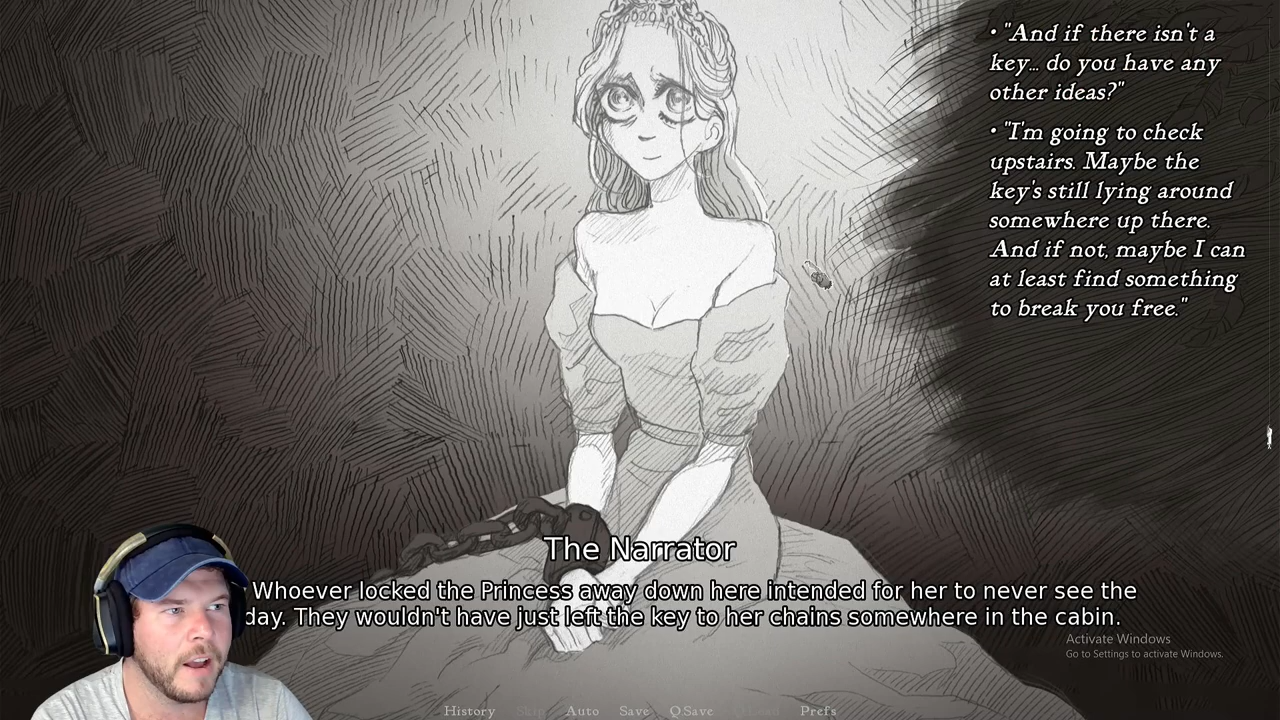 • "And if there isn't a
key... do you have any
other ideas?"
• "I'm going to check
upstairs. Maybe the
key's still lying around
somewhere up there.
And if not, maybe I can
at least find something
to break you free."
The Narrator
Whoever locked the Princess away down here intended for her to never see the
day. They wouldn't have just left the key to her chains somewhere in the cabin.
Activate Windows
Go to Settings to activate Windows.
History Skip Auto Save Q.Save Q.Load Prefs